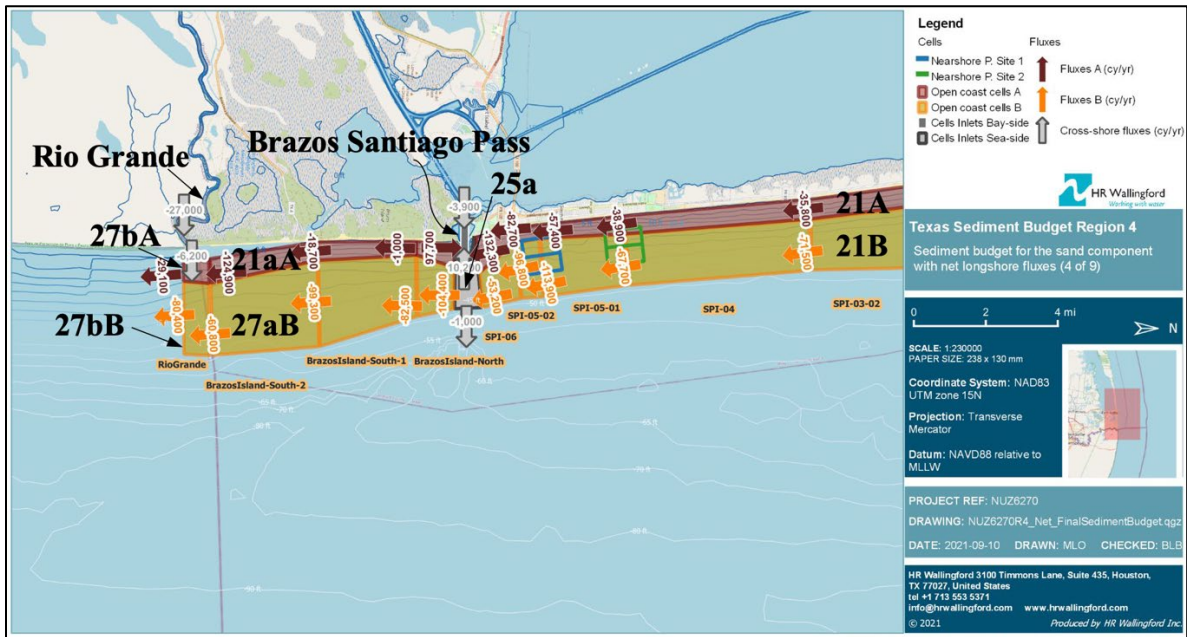 Rio Grande
Brazos Santiago Pass
25a
27bA
21aA
21A
21B
27bB
27aB
-27,000
-6,200
-29,100
-124,900
-18,700
-1,000
97,700
-3,900
10,200
-1,000
-132,300
-82,700
-57,400
-38,900
-35,800
-80,400
-60,800
-99,300
-82,500
-104,400
-53,200
-96,800
-113,900
-67,700
RioGrande
BrazosIsland-South-2
BrazosIsland-South-1
BrazosIsland-North
SPI-06
SPI-05-02
SPI-05-01
SPI-04
SPI-03-02
Legend
Cells
Fluxes
Nearshore P. Site 1
Nearshore P. Site 2
Open coast cells A
Open coast cells B
Cells Inlets Bay-side
Cells Inlets Sea-side
Fluxes A (cy/yr)
Fluxes B (cy/yr)
Cross-shore fluxes (cy/yr)
HR Wallingford
Working with water
Texas Sediment Budget Region 4
Sediment budget for the sand component
with net longshore fluxes (4 of 9)
0 2 4 mi
N
SCALE: 1:230000
PAPER SIZE: 238 x 130 mm
Coordinate System: NAD83
UTM zone 15N
Projection: Transverse
Mercator
Datum: NAVD88 relative to
MLLW
PROJECT REF: NUZ6270
DRAWING: NUZ6270R4_Net_FinalSedimentBudget.qgz
DATE: 2021-09-10 DRAWN: MLO CHECKED: BLB
HR Wallingford 3100 Timmons Lane, Suite 435, Houston,
TX 77027, United States
tel +1 713 553 5371
info@hrwallingford.com www.hrwallingford.com
© 2021
Produced by HR Wallingford Inc.